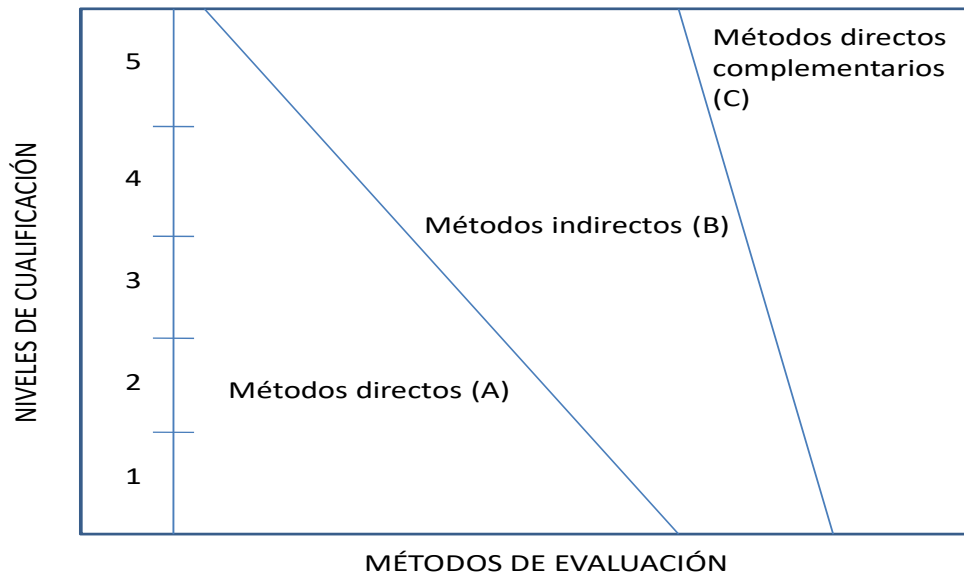 NIVELES DE CUALIFICACIÓN
5
4
3
2
1
Métodos directos
complementarios
(C)
Métodos indirectos (B)
Métodos directos (A)
MÉTODOS DE EVALUACIÓN